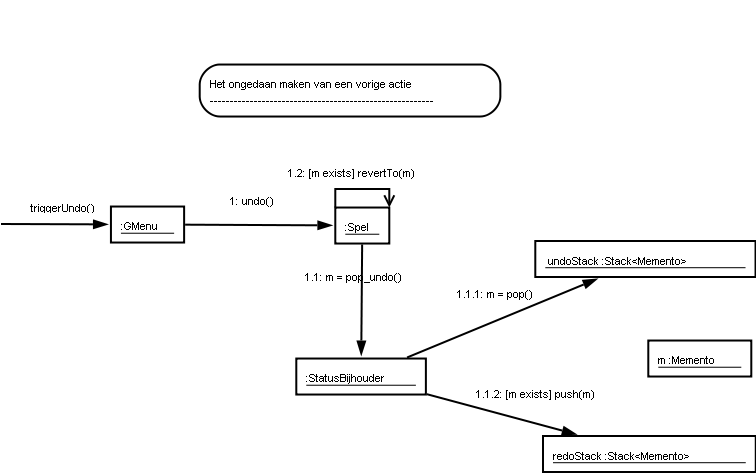 Het ongedaan maken van een vorige actie
--------------------------------------------------------
1.2: [m exists] revertTo(m)
triggerUndo()
1: undo()
:GMenu
:Spel
undoStack :Stack<Memento>
1.1: m = pop_undo()
1.1.1: m = pop()
m :Memento
:StatusBijhouder
1.1.2: [m exists] push(m)
redoStack :Stack<Memento>